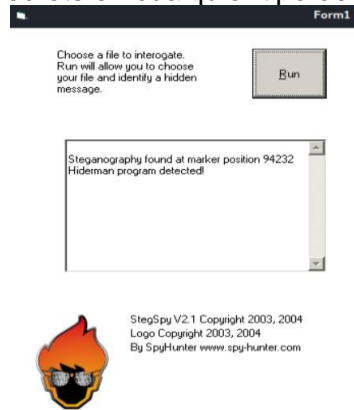 Form1
Choose a file to interogate.
Run will allow you to choose
your file and identify a hidden
message.
Run
Steganography found at marker position 94232
Hiderman program detected!
StegSpy V2.1 Copyright 2003, 2004
Logo Copyright 2003, 2004
By SpyHunter www.spy-hunter.com